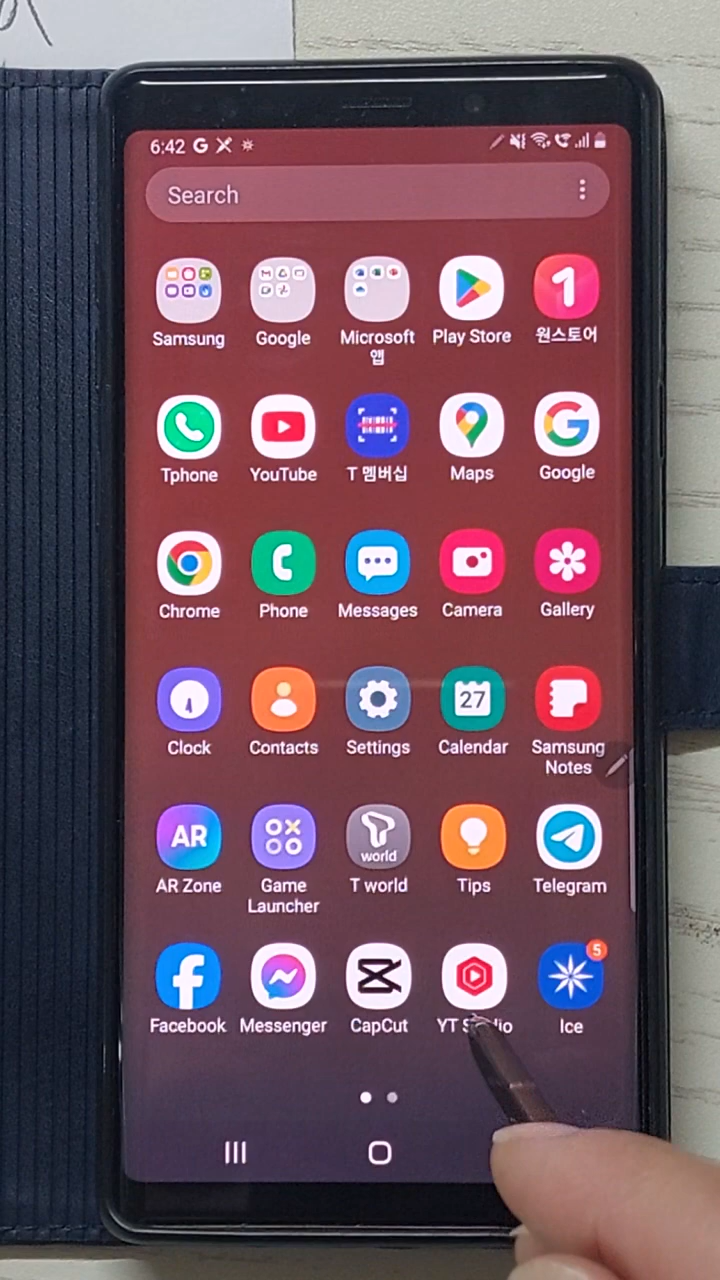 6:42
Search
Samsung Google Microsoft 앱 Play Store 원스토어
Tphone YouTube T 멤버십 Maps Google
Chrome Phone Messages Camera Gallery
27
Clock Contacts Settings Calendar Samsung Notes
AR
world
AR Zone Game Launcher T world Tips Telegram
5
Facebook Messenger CapCut YT Ice